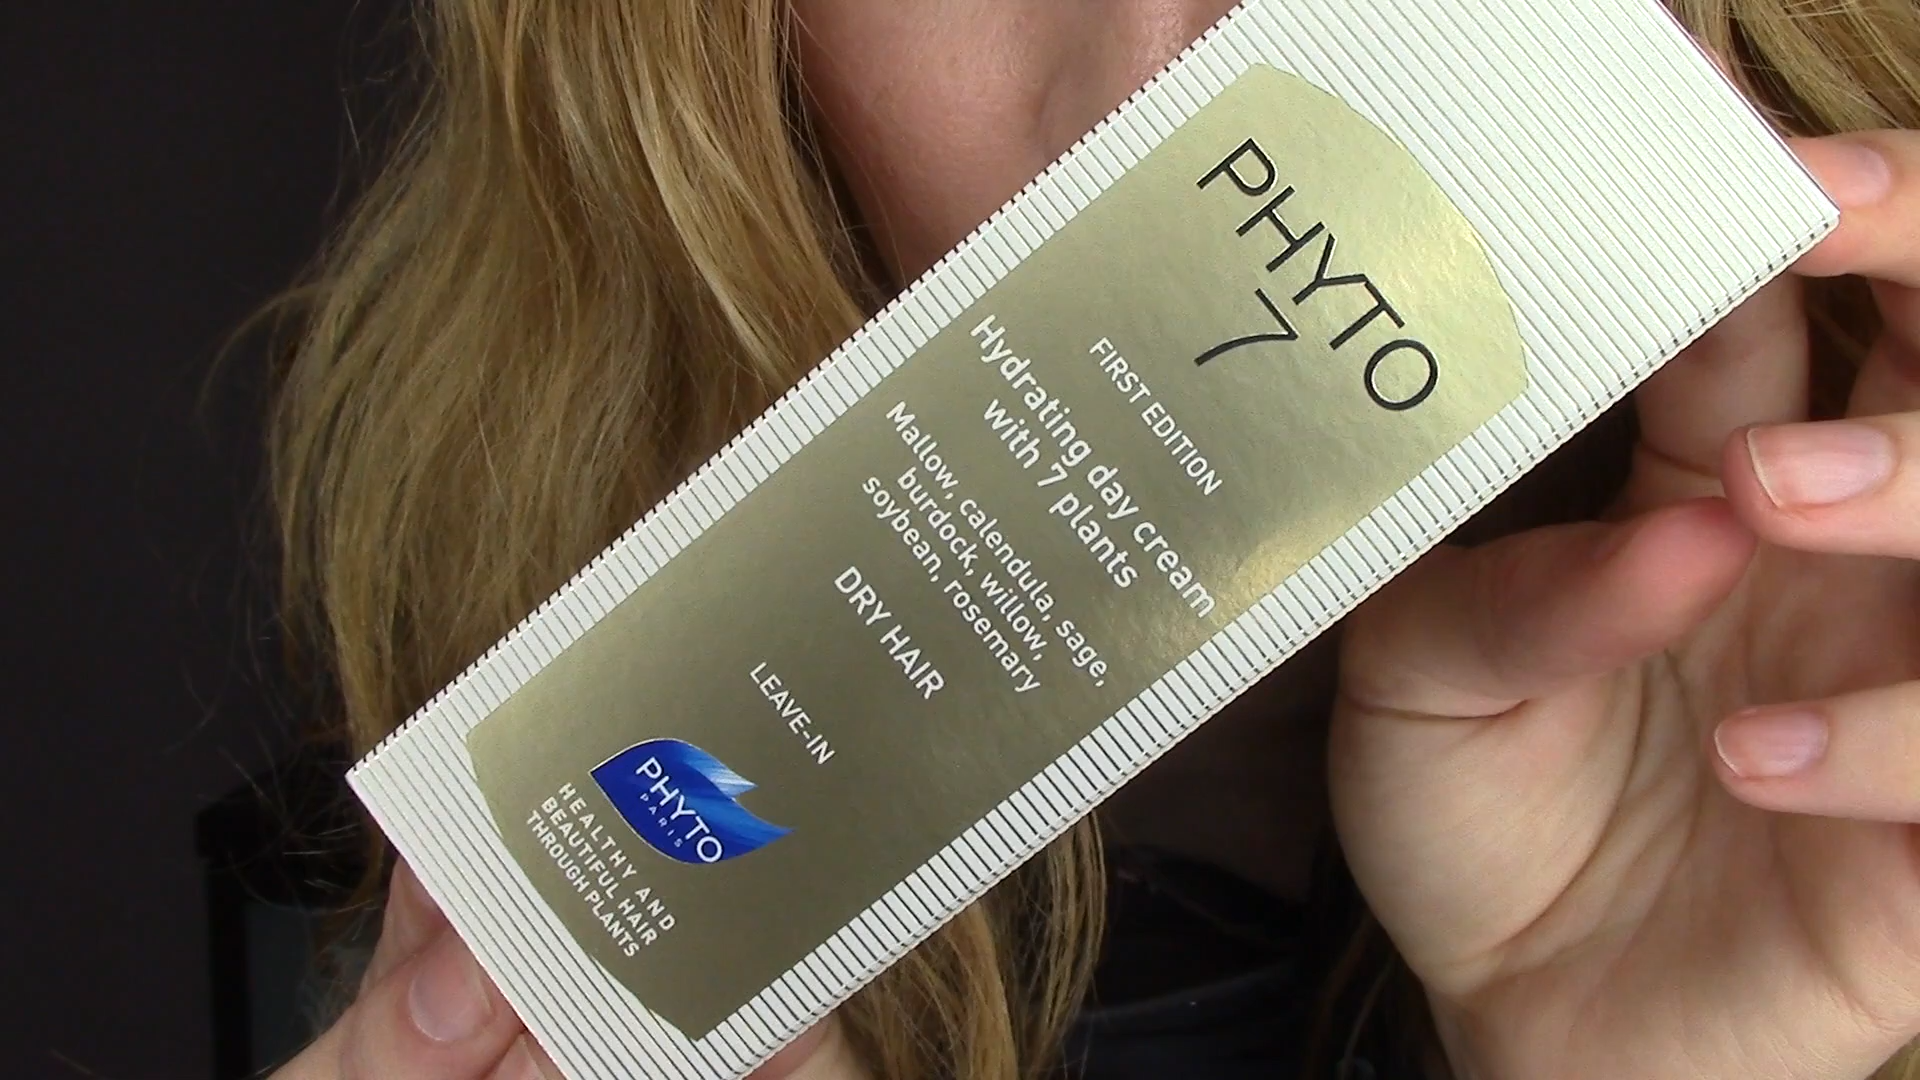 PHYTO
7
FIRST EDITION
Hydrating day cream
with 7 plants
Mallow, calendula, sage,
burdock, willow,
soybean, rosemary
DRY HAIR
LEAVE-IN
PHYTO
PARIS
HEALTHY AND
BEAUTIFUL HAIR
THROUGH PLANTS